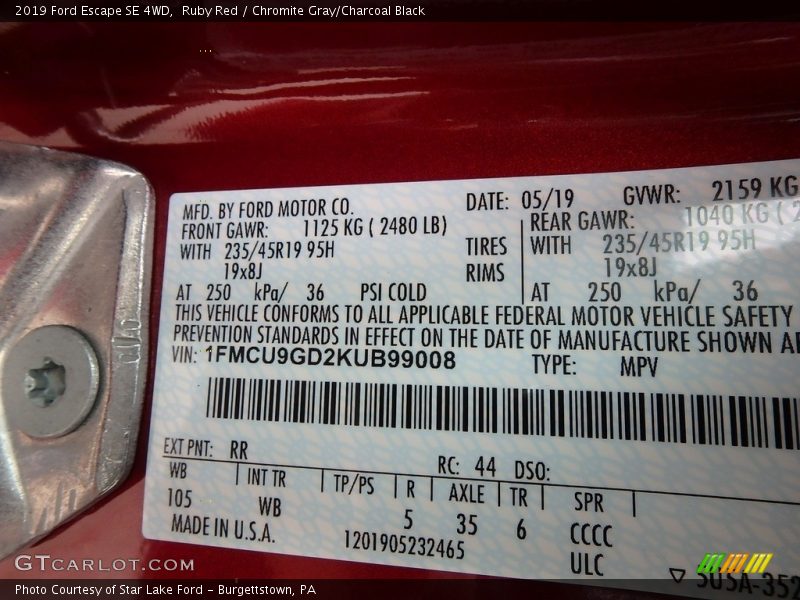 2019 Ford Escape SE 4WD,  Ruby Red / Chromite Gray/Charcoal Black
MFD. BY FORD MOTOR CO.
DATE: 05/19
GVWR: 2159 KG
FRONT GAWR: 1125 KG ( 2480 LB)
REAR GAWR: 1040 KG ( 2
WITH 235/45R19 95H
TIRES
WITH 235/45R19 95H
19x8J
RIMS
19x8J
AT 250 kPa/ 36 PSI COLD
AT 250 kPa/ 36
THIS VEHICLE CONFORMS TO ALL APPLICABLE FEDERAL MOTOR VEHICLE SAFETY
PREVENTION STANDARDS IN EFFECT ON THE DATE OF MANUFACTURE SHOWN
VIN: 1FMCU9GD2KUB99008
TYPE: MPV
EXT PNT: RR
RC: 44 DSO:
WB INT TR TP/PS R AXLE TR SPR
105 WB 5 35 6 CCCC
MADE IN U.S.A.
1201905232465
ULC
GTCARLOT.COM
Photo Courtesy of Star Lake Ford - Burgettstown, PA